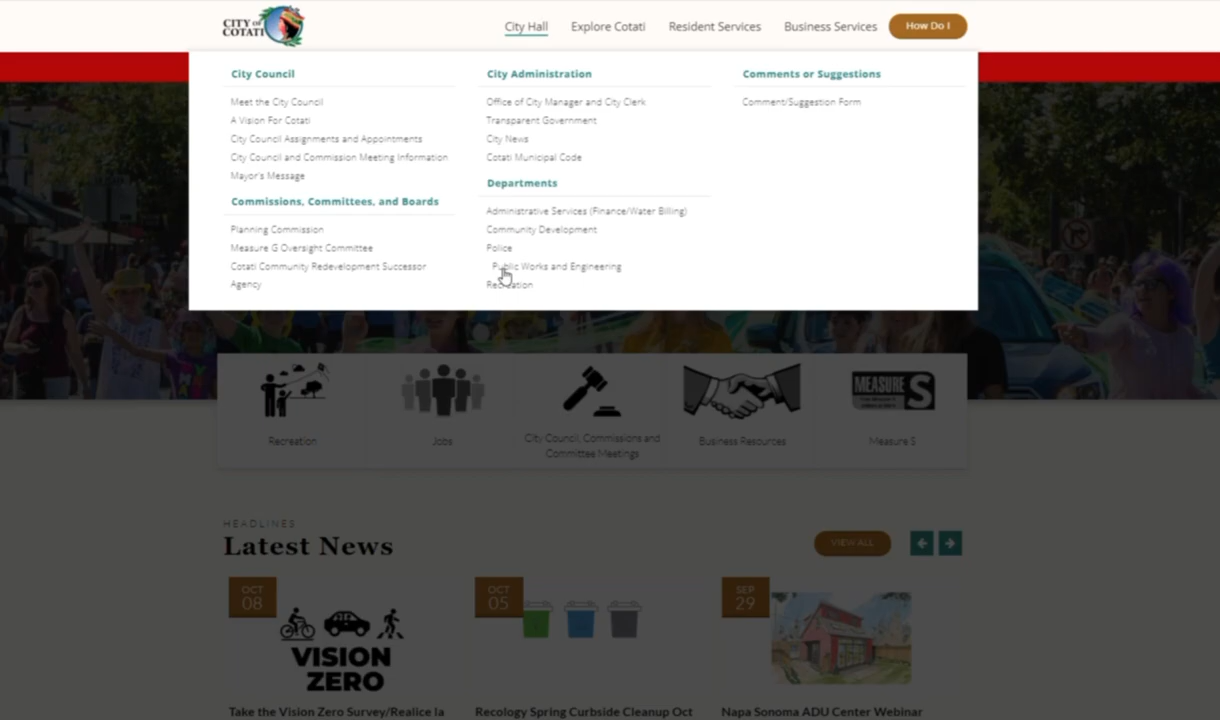 CITY OF
COTATI
City Hall
Explore Cotati
Resident Services
Business Services
How Do I
City Council
Meet the City Council
A Vision For Cotati
City Council Assignments and Appointments
City Council and Commission Meeting Information
Mayor's Message
Commissions, Committees, and Boards
Planning Commission
Measure G Oversight Committee
Cotati Community Redevelopment Successor
Agency
City Administration
Office of City Manager and City Clerk
Transparent Government
City News
Cotati Municipal Code
Departments
Administrative Services (Finance/Water Billing)
Community Development
Police
Public Works and Engineering
Recreation
Comments or Suggestions
Comment/Suggestion Form
Recreation
Jobs
City Council, Commissions and
Committee Meetings
Business Resources
MEASURE S
Measure S
HEADLINES
Latest News
VIEW ALL
OCT
08
VISION
ZERO
Take the Vision Zero Survey/Realice la
OCT
05
Recology Spring Curbside Cleanup Oct
SEP
29
Napa Sonoma ADU Center Webinar